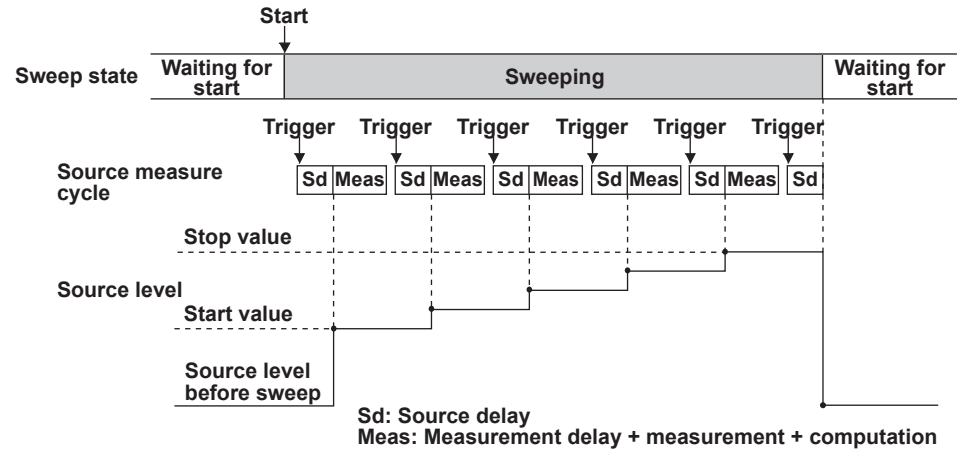 Start
Sweep state
Waiting for
start
Sweeping
Waiting for
start
Trigger Trigger Trigger Trigger Trigger Trigger
Source measure
cycle
Sd Meas Sd Meas Sd Meas Sd Meas Sd Meas Sd
Stop value
Source level
Start value
Source level
before sweep
Sd: Source delay
Meas: Measurement delay + measurement + computation